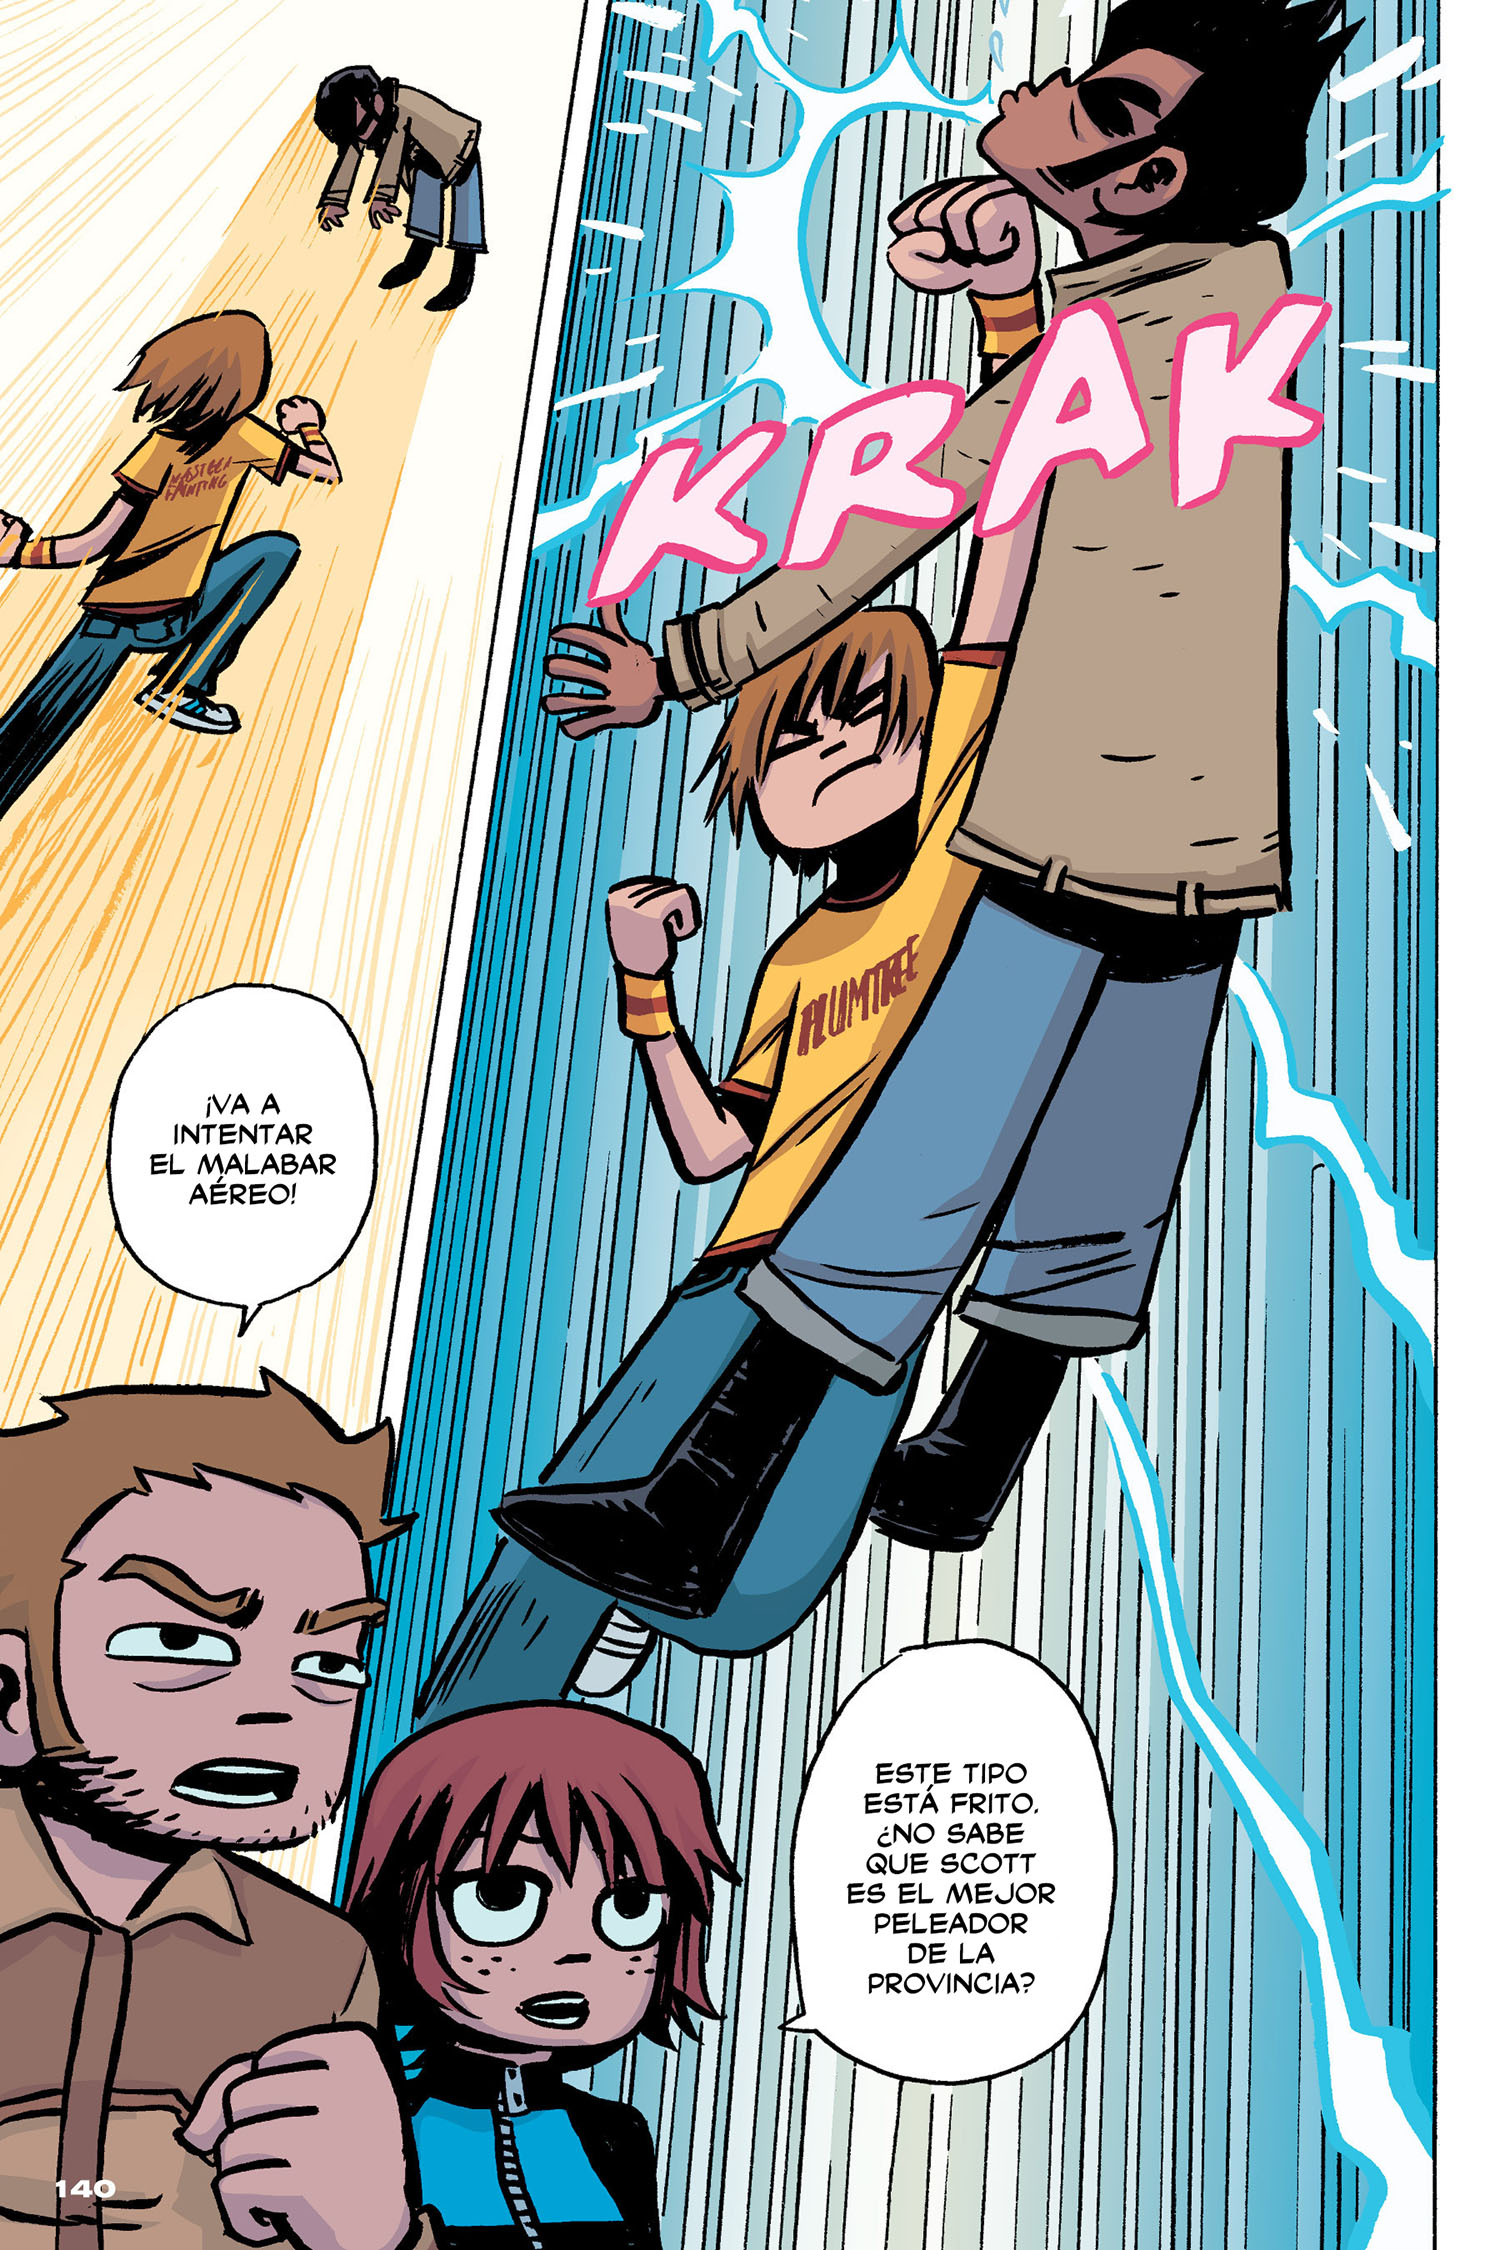 PLUMTREE
KRAK
¡VA A
INTENTAR
EL MALABAR
AÉREO!
ESTE TIPO
ESTÁ FRITO.
¿NO SABE
QUE SCOTT
ES EL MEJOR
PELEADOR
DE LA
PROVINCIA?
140